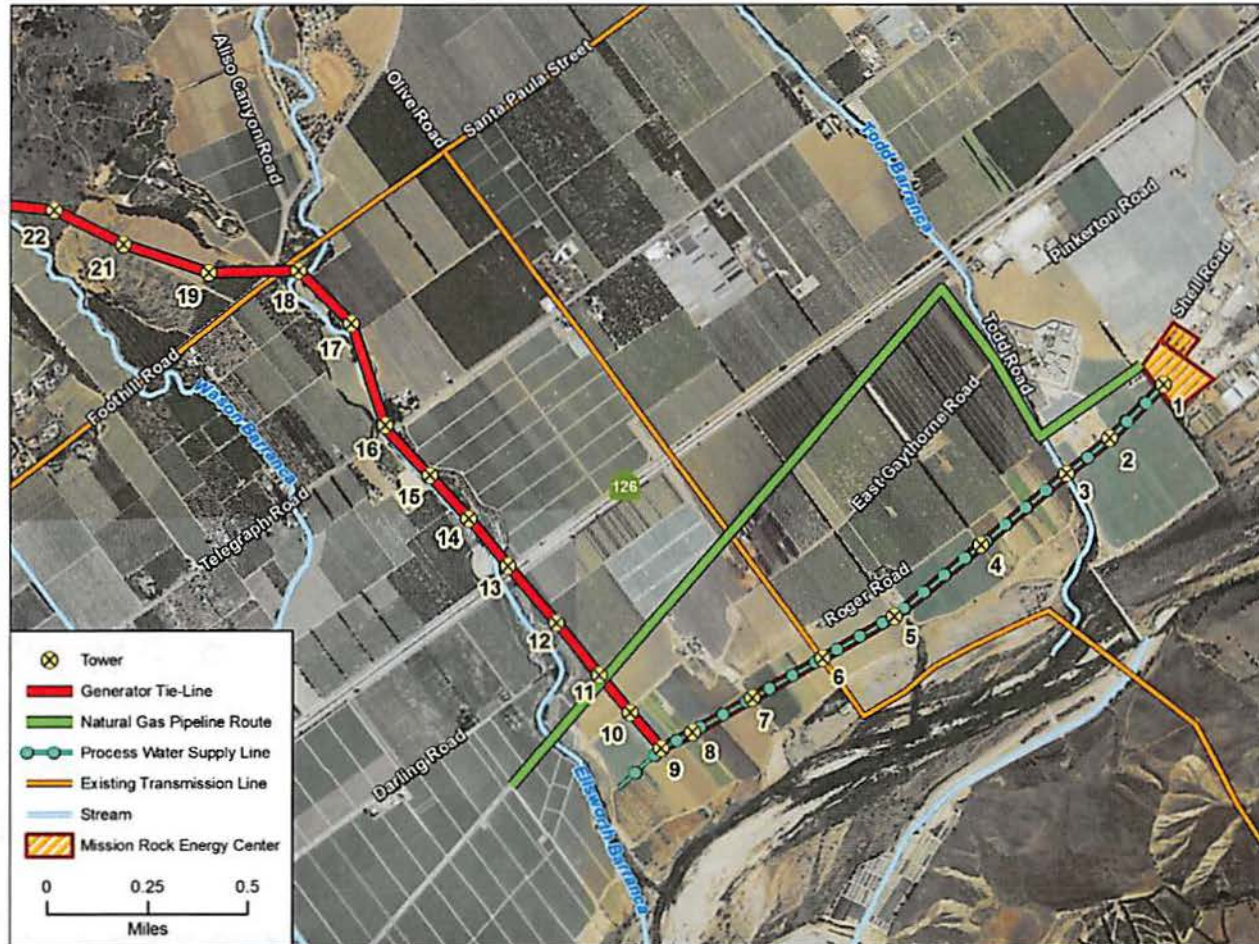 Aliso Canyon Road
Olive Road
Santa Paula Street
Todd Barranca
Pinkerton Road
Shell Road
22
21
19
18
17
1
Todd Road
2
Foothill Road
Wason Barranca
16
3
East Gaythorne Road
15
126
Telegraph Road
14
4
13
Roger Road
5
12
6
11
7
10
8
9
Darling Road
Ellsworth Barranca
Tower
Generator Tie-Line
Natural Gas Pipeline Route
Process Water Supply Line
Existing Transmission Line
Stream
Mission Rock Energy Center
0 0.25 0.5
Miles